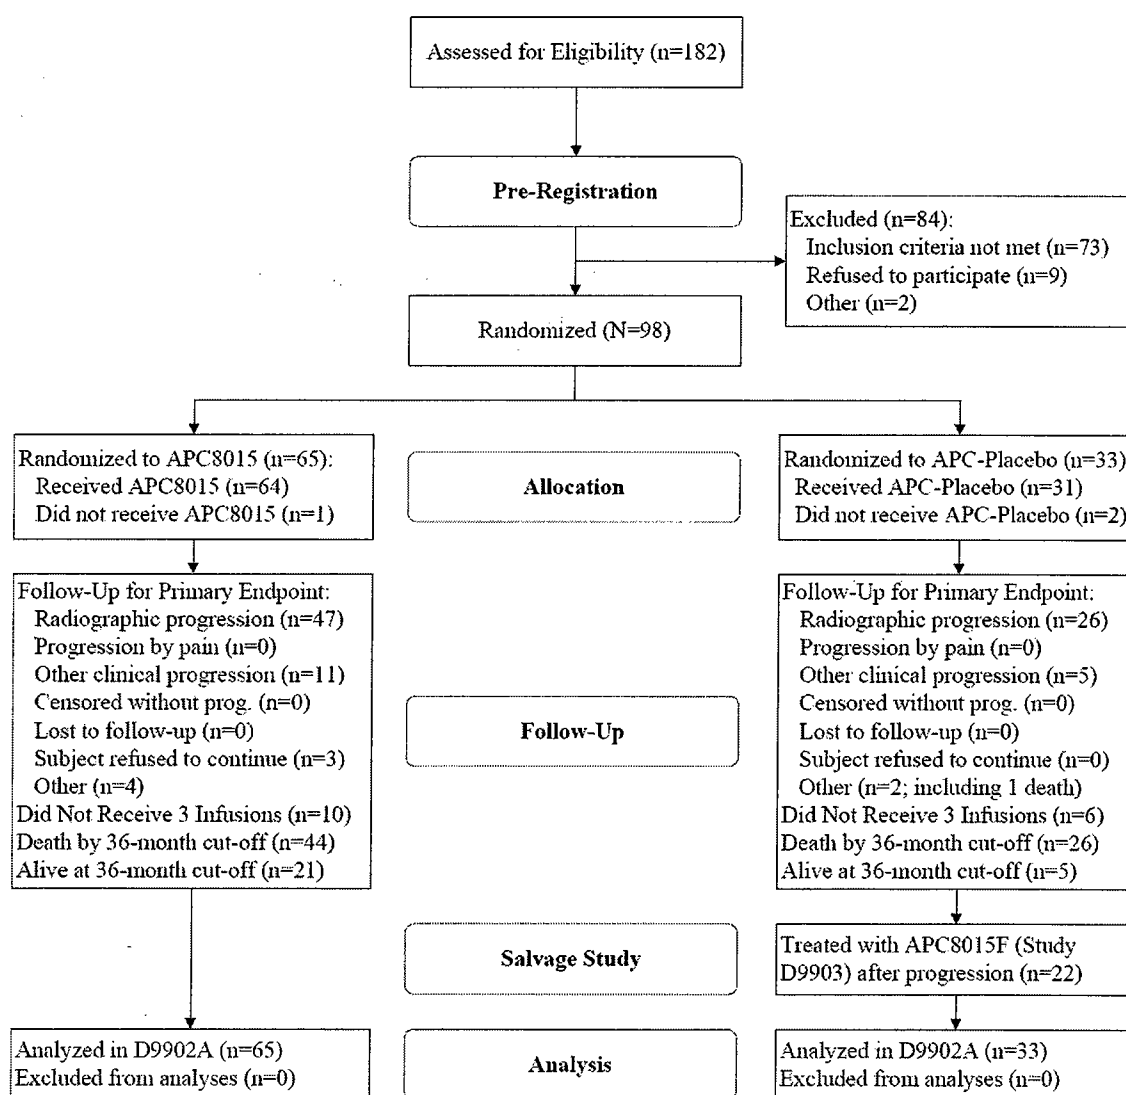 Assessed for Eligibility (n=182)
Pre-Registration
Excluded (n=84):
Inclusion criteria not met (n=73)
Refused to participate (n=9)
Other (n=2)
Randomized (N=98)
Randomized to APC8015 (n=65):
Received APC8015 (n=64)
Did not receive APC8015 (n=1)
Allocation
Randomized to APC-Placebo (n=33)
Received APC-Placebo (n=31)
Did not receive APC-Placebo (n=2)
Follow-Up for Primary Endpoint:
Radiographic progression (n=47)
Progression by pain (n=0)
Other clinical progression (n=11)
Censored without prog. (n=0)
Lost to follow-up (n=0)
Subject refused to continue (n=3)
Other (n=4)
Did Not Receive 3 Infusions (n=10)
Death by 36-month cut-off (n=44)
Alive at 36-month cut-off (n=21)
Follow-Up
Follow-Up for Primary Endpoint:
Radiographic progression (n=26)
Progression by pain (n=0)
Other clinical progression (n=5)
Censored without prog. (n=0)
Lost to follow-up (n=0)
Subject refused to continue (n=0)
Other (n=2; including 1 death)
Did Not Receive 3 Infusions (n=6)
Death by 36-month cut-off (n=26)
Alive at 36-month cut-off (n=5)
Salvage Study
Treated with APC8015F (Study
D9903) after progression (n=22)
Analyzed in D9902A (n=65)
Excluded from analyses (n=0)
Analysis
Analyzed in D9902A (n=33)
Excluded from analyses (n=0)